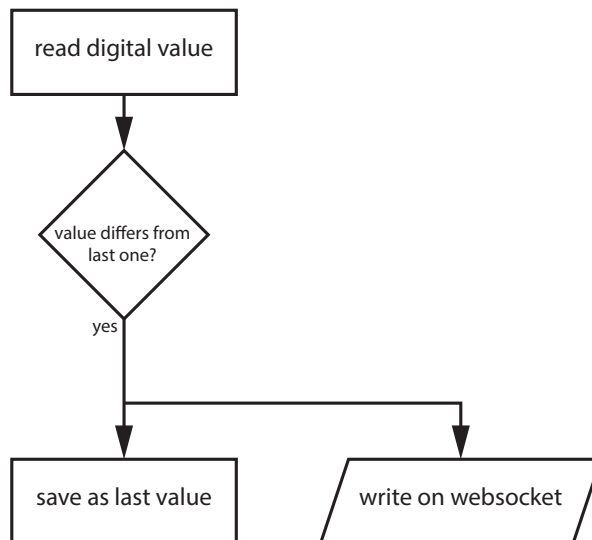 read digital value
value differs from
last one?
yes
save as last value
write on websocket